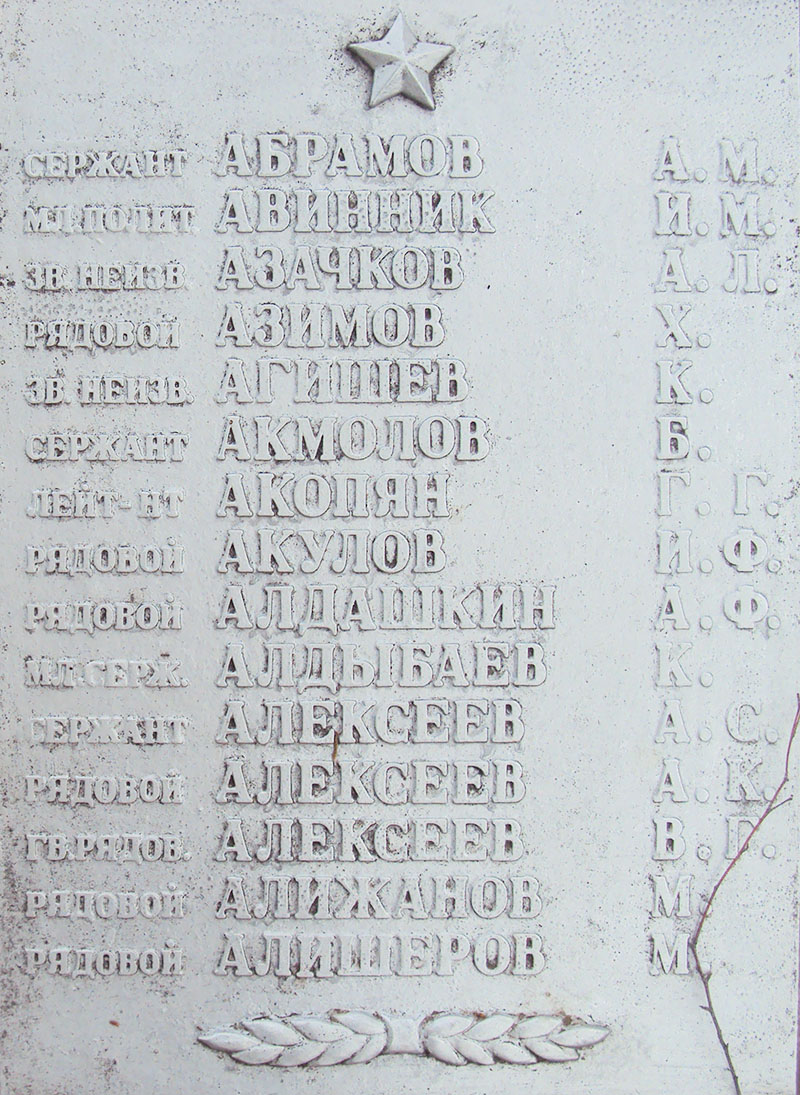 СЕРЖАНТ АБРАМОВ А. М.
МЛ.ПОЛИТ. АВИННИК И. М.
ЗВ. НЕИЗВ. АЗАЧКОВ А. Л.
РЯДОВОЙ АЗИМОВ Х.
ЗВ. НЕИЗВ. АГИШЕВ К.
СЕРЖАНТ АКМОЛОВ Б.
ЛЕЙТ-НТ АКОПЯН Г. Г.
РЯДОВОЙ АКУЛОВ И. Ф.
РЯДОВОЙ АЛДАШКИН А. Ф.
МЛ.СЕРЖ. АЛДЫБАЕВ К.
СЕРЖАНТ АЛЕКСЕЕВ А. С.
РЯДОВОЙ АЛЕКСЕЕВ А. К.
ГВ.РЯДОВ. АЛЕКСЕЕВ В. Г.
РЯДОВОЙ АЛИЖАНОВ М.
РЯДОВОЙ АЛИШЕРОВ М.